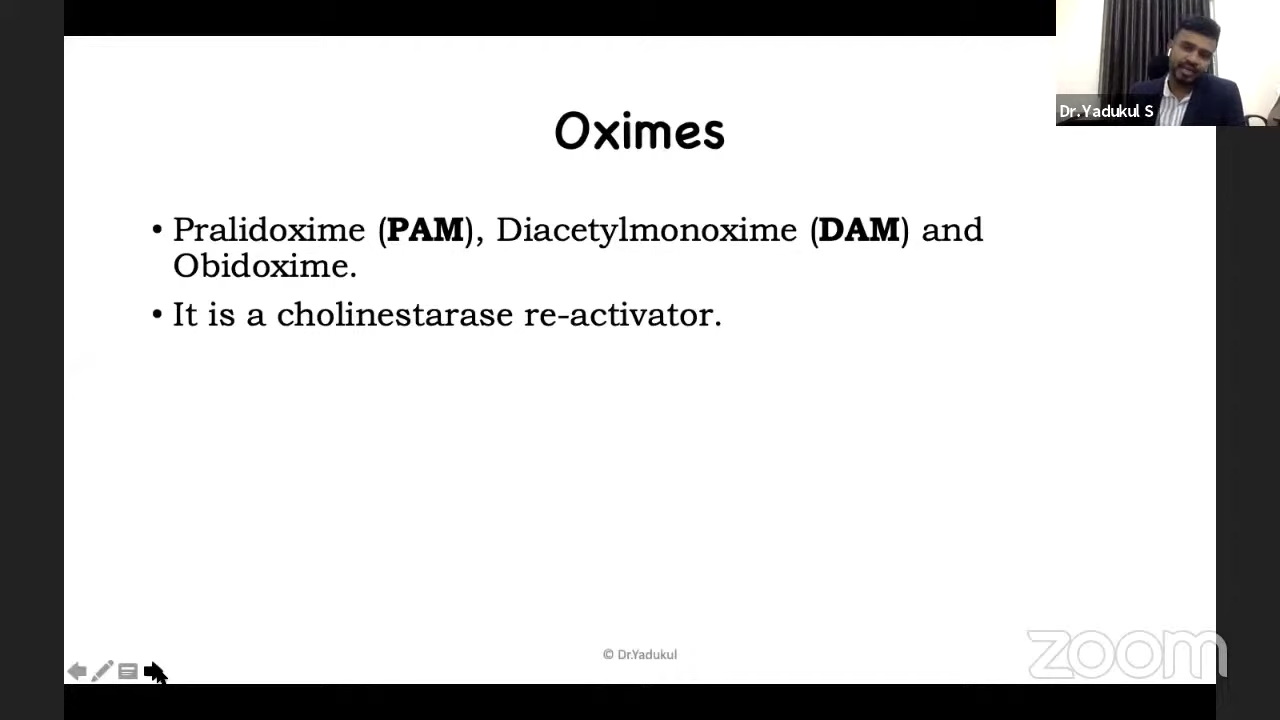 Dr.Yadukul S
Oximes
• Pralidoxime (PAM), Diacetylmonoxime (DAM) and
Obidoxime.
• It is a cholinestarase re-activator.
© Dr.Yadukul
zoom